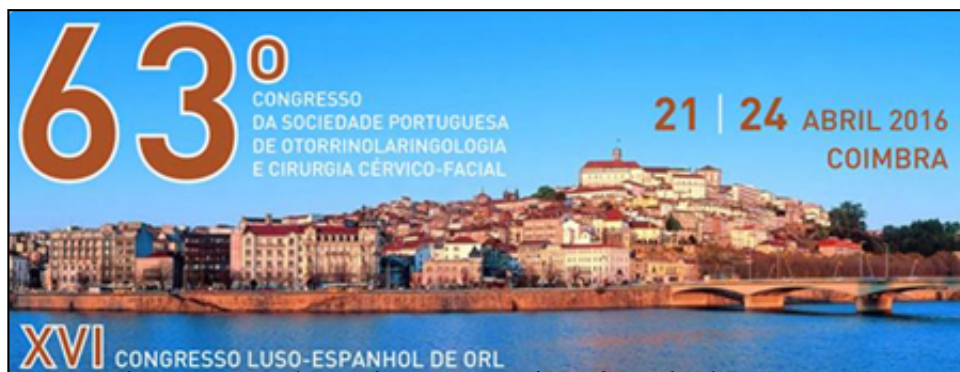 63º
CONGRESSO
DA SOCIEDADE PORTUGUESA
DE OTORRINOLARINGOLOGIA
E CIRURGIA CÉRVICO-FACIAL
21 | 24 ABRIL 2016
COIMBRA
XVI CONGRESSO LUSO-ESPANHOL DE ORL